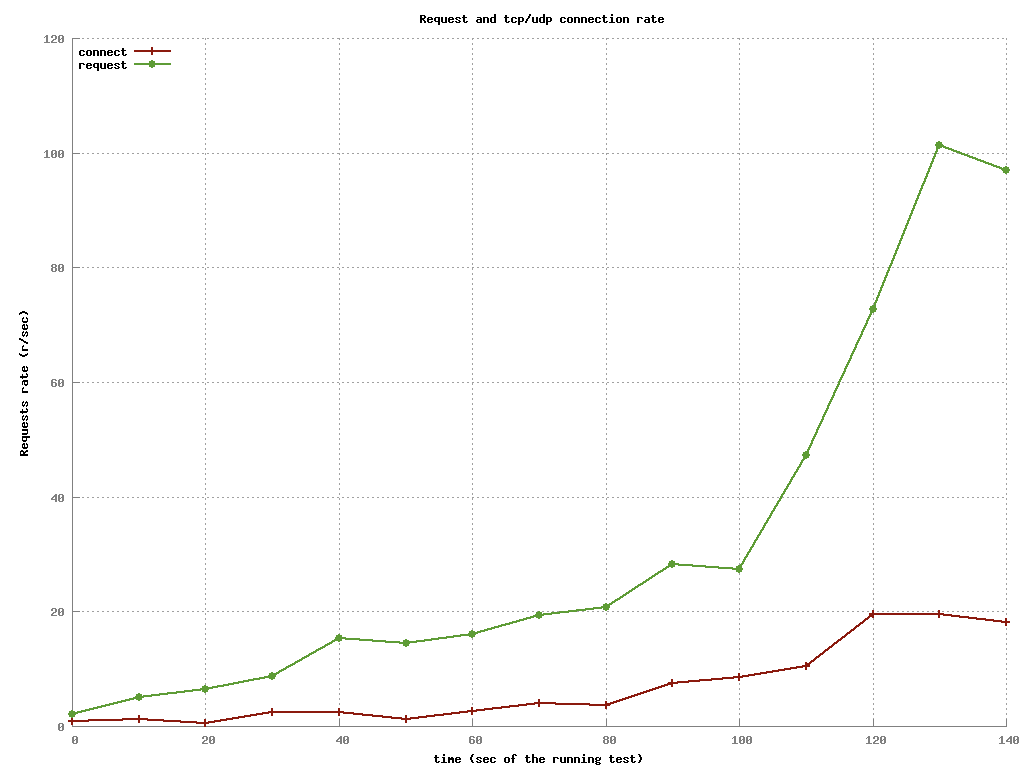 Request and tcp/udp connection rate
connect
request
120
100
80
60
40
20
0
Requests rate (r/sec)
0 20 40 60 80 100 120 140
time (sec of the running test)